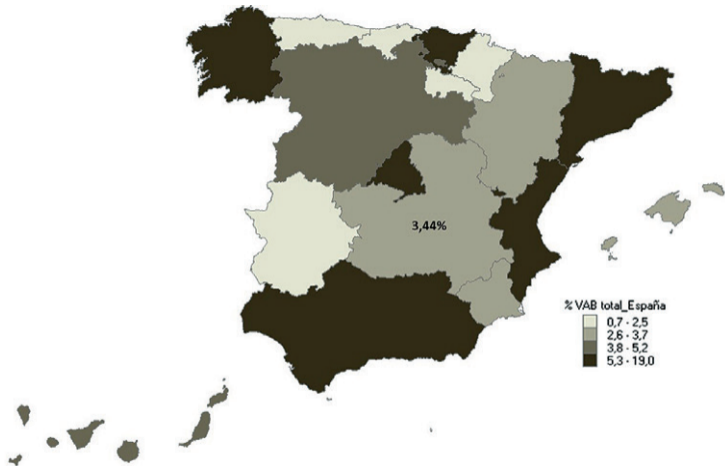 3,44%
% VAB total_España
0,7 - 2,5
2,6 - 3,7
3,8 - 5,2
5,3 - 19,0